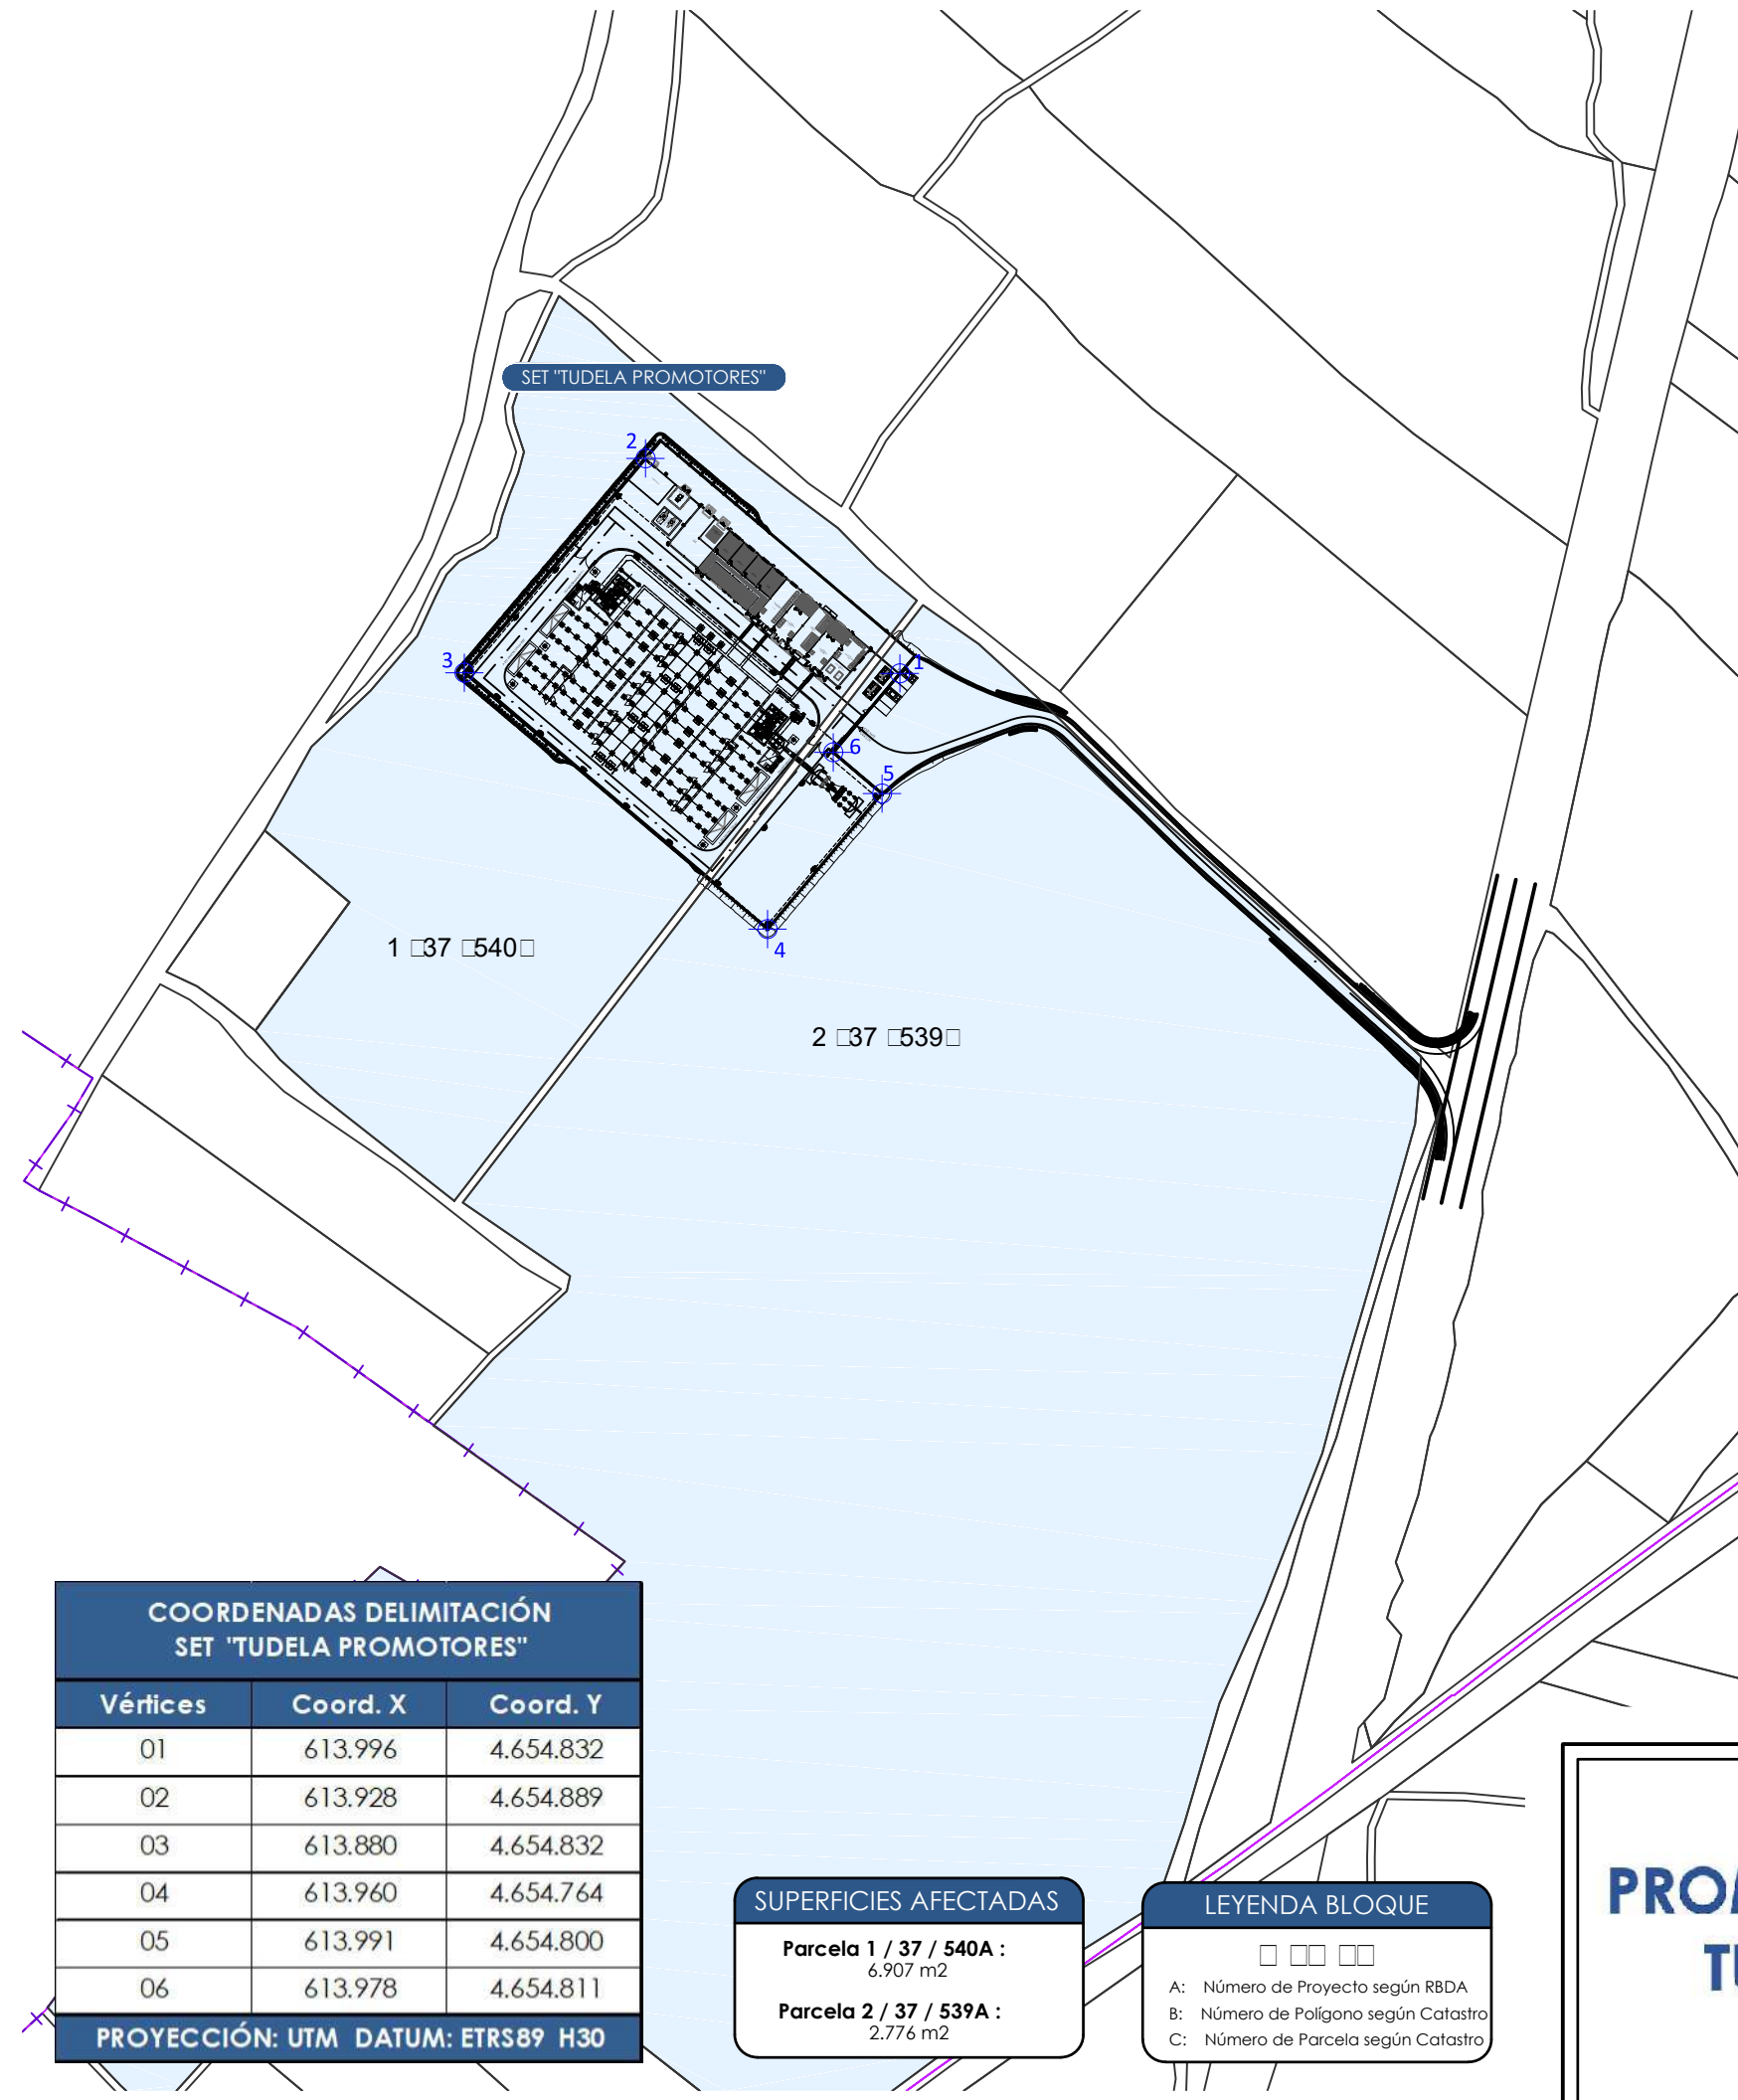 SET "TUDELA PROMOTORES"
2
3
1
6
5
4
1 □37 □540□
2 □37 □539□
COORDENADAS DELIMITACIÓN
SET "TUDELA PROMOTORES"
Vértices Coord. X Coord. Y
01 613.996 4.654.832
02 613.928 4.654.889
03 613.880 4.654.832
04 613.960 4.654.764
05 613.991 4.654.800
06 613.978 4.654.811
PROYECCIÓN: UTM DATUM: ETRS89 H30
SUPERFICIES AFECTADAS
Parcela 1 / 37 / 540A :
6.907 m2
Parcela 2 / 37 / 539A :
2.776 m2
LEYENDA BLOQUE
□ □□ □□
A: Número de Proyecto según RBDA
B: Número de Polígono según Catastro
C: Número de Parcela según Catastro